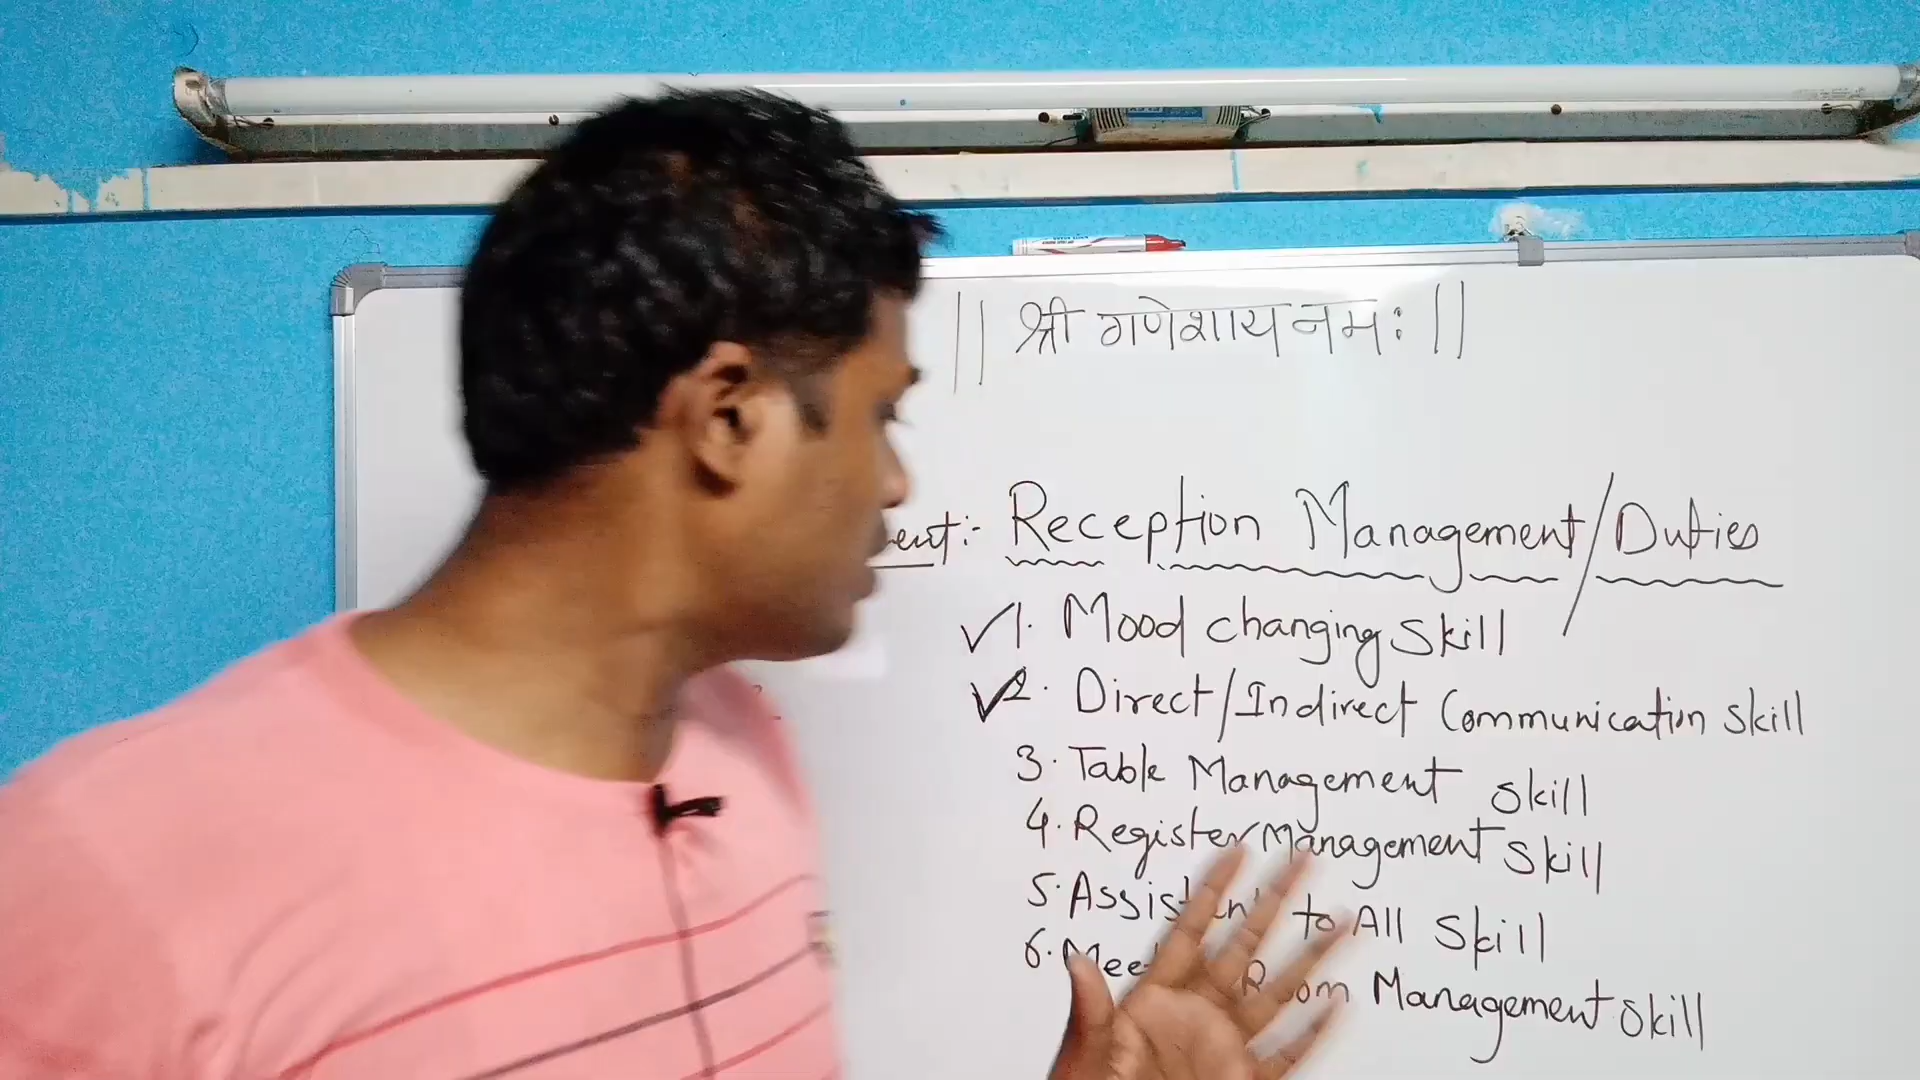 || श्री गणेशाय नमः ||
Reception Management/Duties
1. Mood changing Skill
2. Direct/Indirect Communication Skill
3. Table Management Skill
4. Register Management Skill
5. to All Skill
6. Room Management Skill